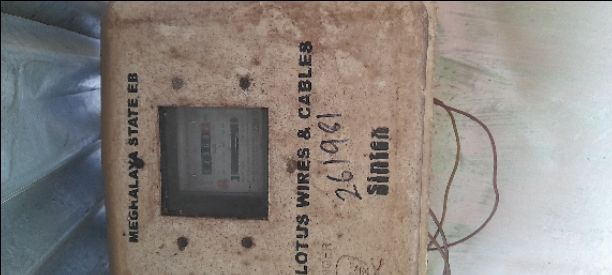 MEGHALAYA STATE EB
LOTUS WIRES & CABLES
261961
Sintex